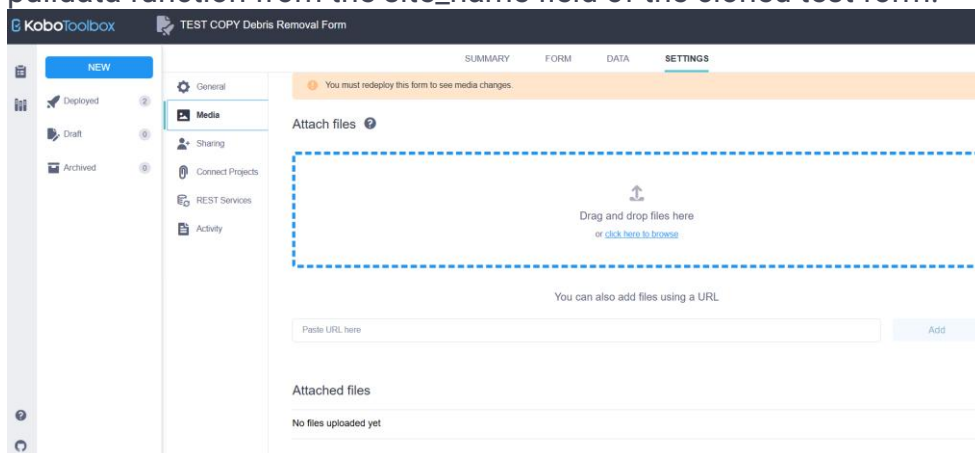 pulldata function from the site_name field of the cloned test form.
KoboToolbox
TEST COPY Debris Removal Form
SUMMARY
FORM
DATA
SETTINGS
NEW
Deployed
2
Draft
0
Archived
0
General
Media
Sharing
Connect Projects
REST Services
Activity
You must redeploy this form to see media changes.
Attach files
Drag and drop files here
or click here to browse
You can also add files using a URL
Paste URL here
Add
Attached files
No files uploaded yet